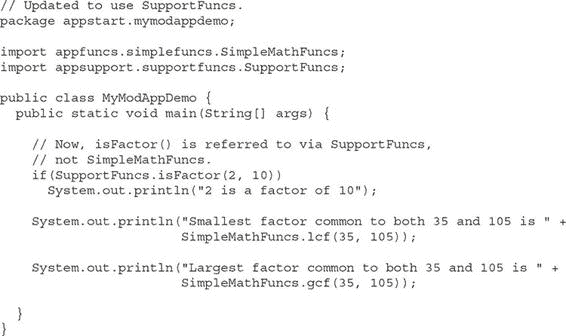 // Updated to use SupportFuncs.
package appstart.mymodappdemo;

import appfuncs.simplefuncs.SimpleMathFuncs;
import appsupport.supportfuncs.SupportFuncs;

public class MyModAppDemo {
  public static void main(String[] args) {

    // Now, isFactor() is referred to via SupportFuncs,
    // not SimpleMathFuncs.
    if(SupportFuncs.isFactor(2, 10))
      System.out.println("2 is a factor of 10");

    System.out.println("Smallest factor common to both 35 and 105 is " +
                       SimpleMathFuncs.lcf(35, 105));

    System.out.println("Largest factor common to both 35 and 105 is " +
                       SimpleMathFuncs.gcf(35, 105));

  }
}